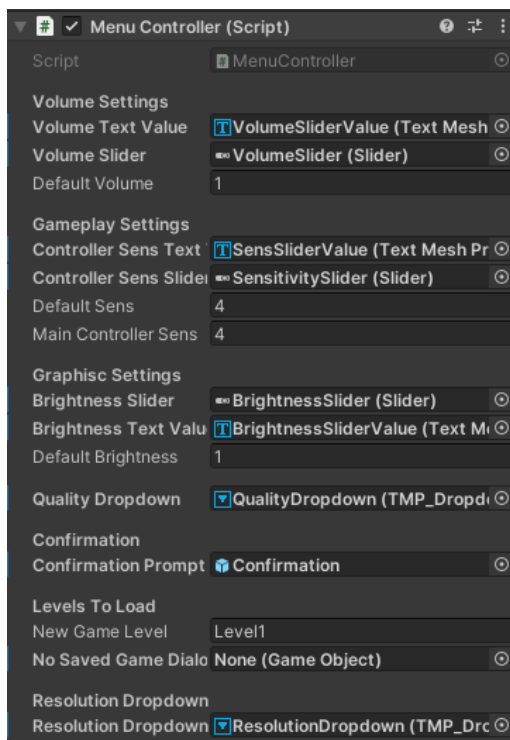 # Menu Controller (Script)
Script #MenuController
Volume Settings
Volume Text Value TVolumeSliderValue (Text Mesh
Volume Slider VolumeSlider (Slider)
Default Volume 1
Gameplay Settings
Controller Sens Text TSensSliderValue (Text Mesh Pr
Controller Sens Slider SensitivitySlider (Slider)
Default Sens 4
Main Controller Sens 4
Graphisc Settings
Brightness Slider BrightnessSlider (Slider)
Brightness Text Valu TBrightnessSliderValue (Text M
Default Brightness 1
Quality Dropdown QualityDropdown (TMP_Dropd
Confirmation
Confirmation Prompt Confirmation
Levels To Load
New Game Level Level1
No Saved Game Dialo None (Game Object)
Resolution Dropdown
Resolution Dropdown ResolutionDropdown (TMP_Dro